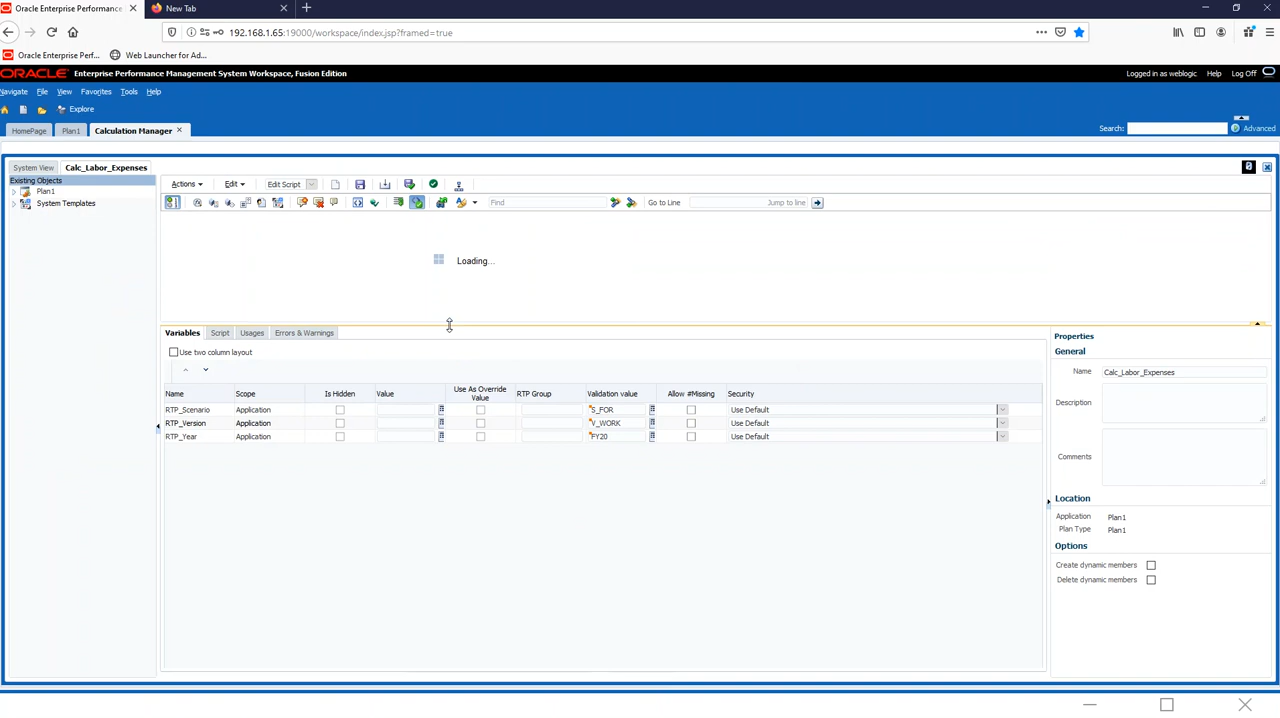 Oracle Enterprise Performance
New Tab
192.168.1.65:19000/workspace/index.jsp?framed=true
Oracle Enterprise Perf...
Web Launcher for Ad...
ORACLE Enterprise Performance Management System Workspace, Fusion Edition
Logged in as weblogic Help Log Off
Navigate File View Favorites Tools Help
Explore
HomePage Plan1 Calculation Manager
Search: Advanced
System View Calc_Labor_Expenses
Existing Objects
Plan1
System Templates
Actions Edit Edit Script
Find Go to Line Jump to line
Loading...
Variables Script Usages Errors & Warnings
Use two column layout
Name Scope Is Hidden Value Use As Override Value RTP Group Validation value Allow #Missing Security
RTP_Scenario Application S_FOR Use Default
RTP_Version Application V_WORK Use Default
RTP_Year Application FY20 Use Default
Properties
General
Name Calc_Labor_Expenses
Description
Comments
Location
Application Plan1
Plan Type Plan1
Options
Create dynamic members
Delete dynamic members